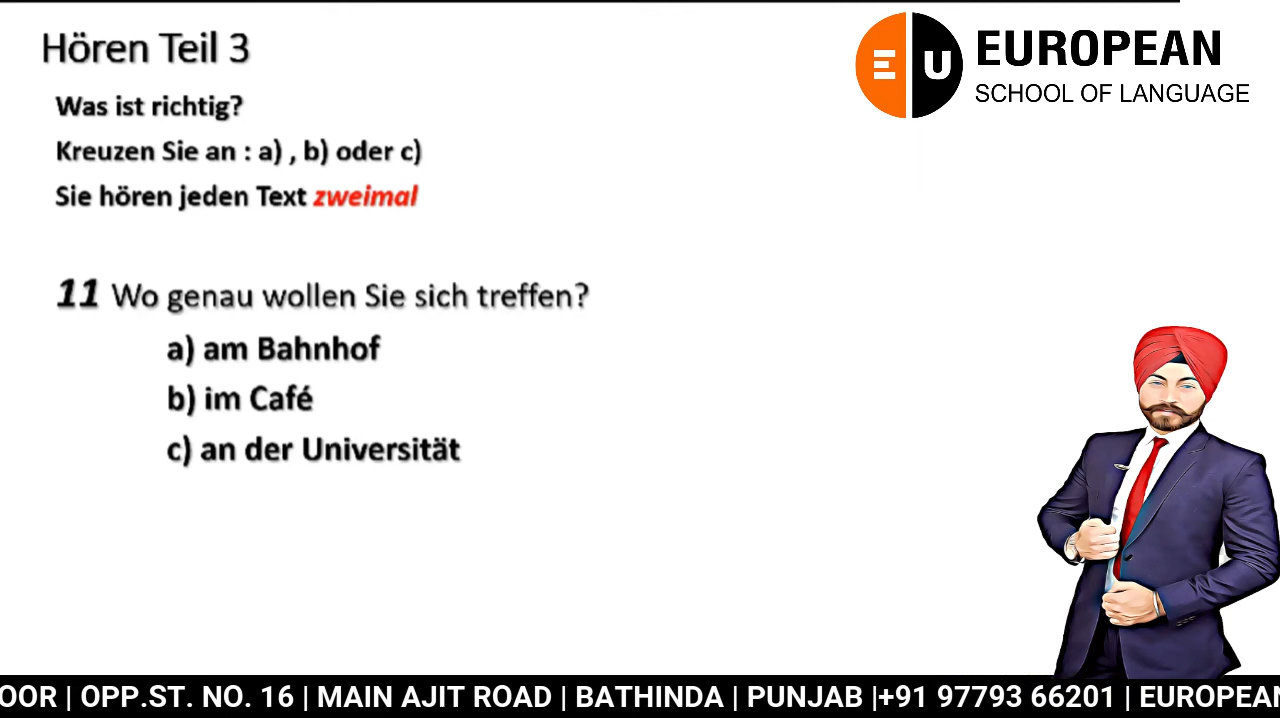 Hören Teil 3
EUROPEAN
SCHOOL OF LANGUAGE
EU
Was ist richtig?
Kreuzen Sie an : a) , b) oder c)
Sie hören jeden Text zweimal
11 Wo genau wollen Sie sich treffen?
a) am Bahnhof
b) im Café
c) an der Universität
| OPP.ST. NO. 16 | MAIN AJIT ROAD | BATHINDA | PUNJAB |+91 97793 66201 |